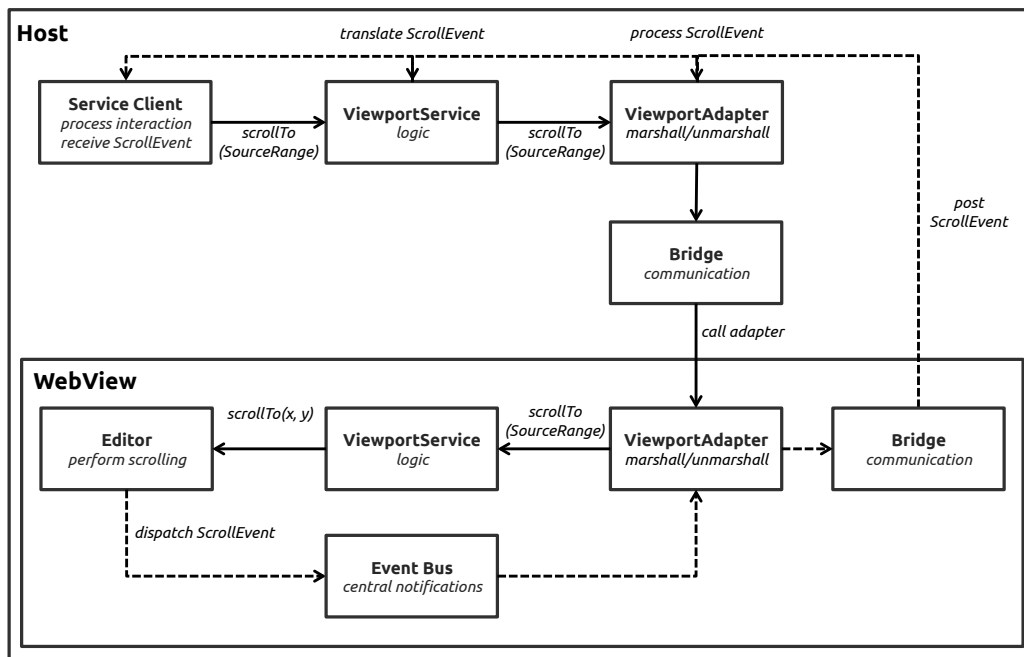 Host
translate ScrollEvent
process ScrollEvent
Service Client
process interaction
receive ScrollEvent
scrollTo
(SourceRange)
ViewportService
logic
scrollTo
(SourceRange)
ViewportAdapter
marshall/unmarshall
post
ScrollEvent
Bridge
communication
call adapter
WebView
Editor
perform scrolling
scrollTo(x, y)
ViewportService
logic
scrollTo
(SourceRange)
ViewportAdapter
marshall/unmarshall
Bridge
communication
dispatch ScrollEvent
Event Bus
central notifications